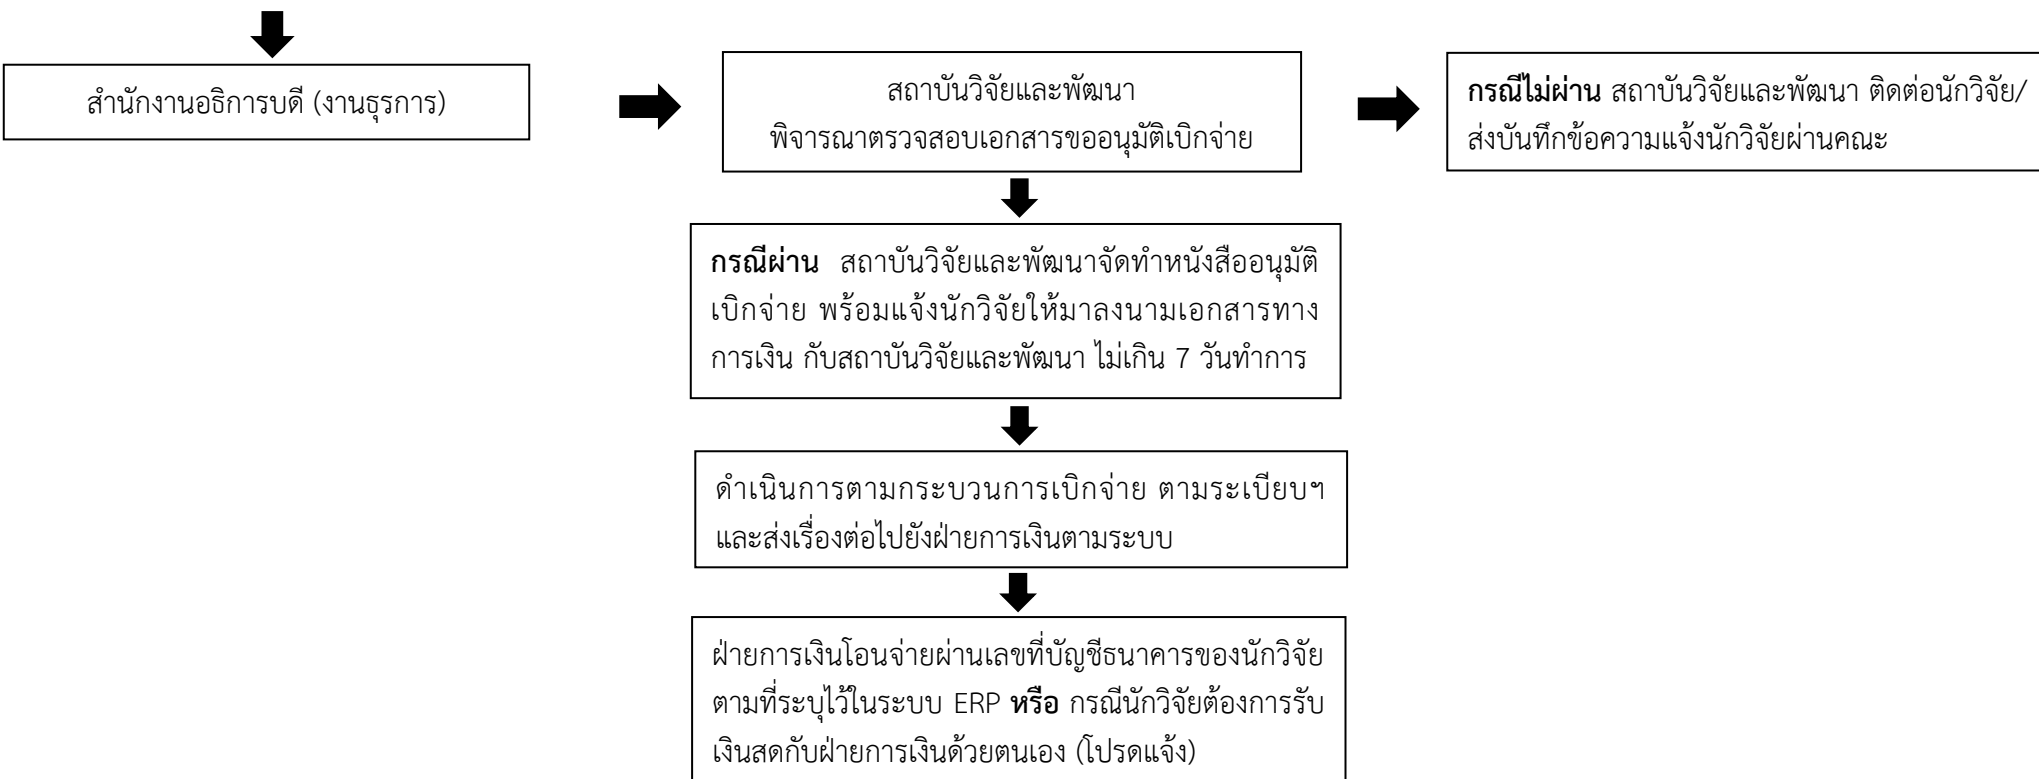 สำนักงานอธิการบดี (งานธุรการ)
สถาบันวิจัยและพัฒนา
พิจารณาตรวจสอบเอกสารขออนุมัติเบิกจ่าย
กรณีไม่ผ่าน สถาบันวิจัยและพัฒนา ติดต่อนักวิจัย/
ส่งบันทึกข้อความแจ้งนักวิจัยผ่านคณะ
กรณีผ่าน สถาบันวิจัยและพัฒนาจัดทำหนังสืออนุมัติ
เบิกจ่าย พร้อมแจ้งนักวิจัยให้มาลงนามเอกสารทาง
การเงิน กับสถาบันวิจัยและพัฒนา ไม่เกิน 7 วันทำการ
ดำเนินการตามกระบวนการเบิกจ่าย ตามระเบียบฯ
และส่งเรื่องต่อไปยังฝ่ายการเงินตามระบบ
ฝ่ายการเงินโอนจ่ายผ่านเลขที่บัญชีธนาคารของนักวิจัย
ตามที่ระบุไว้ในระบบ ERP หรือ กรณีนักวิจัยต้องการรับ
เงินสดกับฝ่ายการเงินด้วยตนเอง (โปรดแจ้ง)